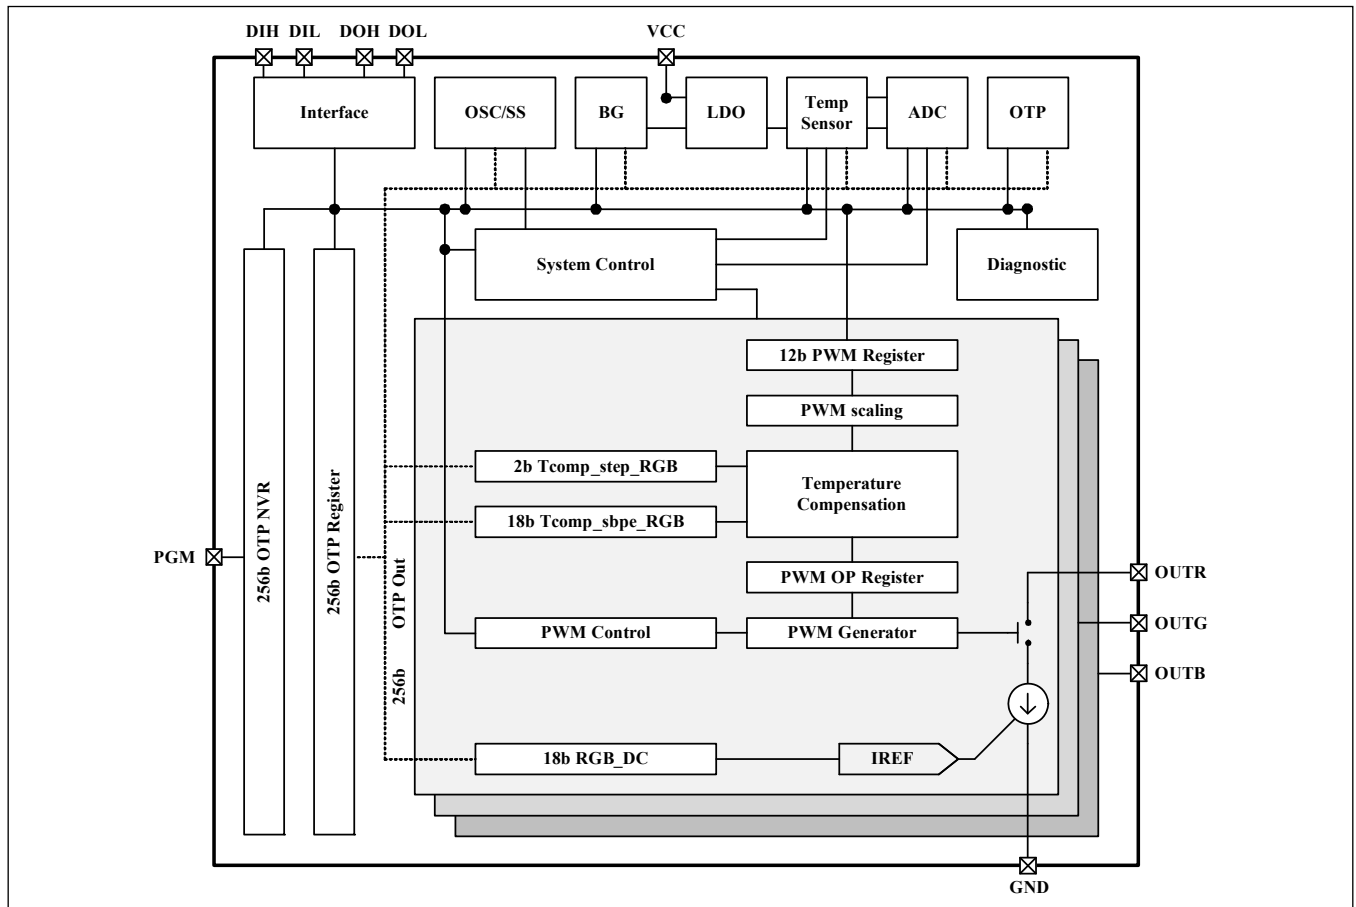 DIH DIL DOH DOL VCC
Interface
OSC/SS
BG
LDO
Temp
Sensor
ADC
OTP
System Control
Diagnostic
12b PWM Register
PWM scaling
2b Tcomp_step_RGB
18b Tcomp_sbpe_RGB
Temperature
Compensation
PWM OP Register
PWM Control
PWM Generator
18b RGB_DC
IREF
256b OTP NVR
256b OTP Register
256b OTP Out
PGM
OUTR
OUTG
OUTB
GND